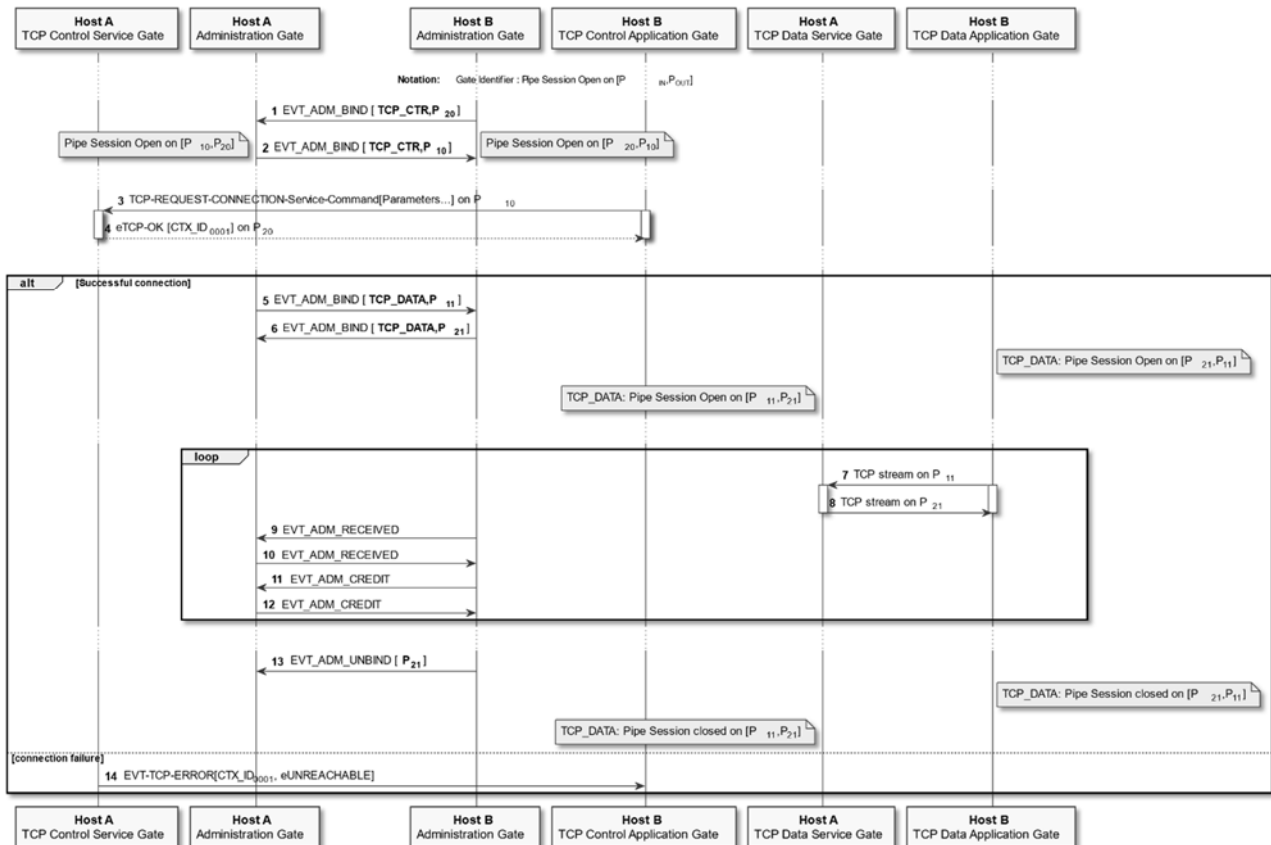 Host A
TCP Control Service Gate
Host A
Administration Gate
Host B
Administration Gate
Host B
TCP Control Application Gate
Host A
TCP Data Service Gate
Host B
TCP Data Application Gate
Notation: Gate Identifier : Pipe Session Open on [P IN,POUT]
1 EVT_ADM_BIND [ TCP_CTR,P 20]
Pipe Session Open on [P 10,P20]
2 EVT_ADM_BIND [ TCP_CTR,P 10]
Pipe Session Open on [P 20,P10]
3 TCP-REQUEST-CONNECTION-Service-Command[Parameters...] on P 10
4 eTCP-OK [CTX_ID0001] on P20
alt [Successful connection]
5 EVT_ADM_BIND [ TCP_DATA,P 11]
6 EVT_ADM_BIND [ TCP_DATA,P 21]
TCP_DATA: Pipe Session Open on [P 21,P11]
TCP_DATA: Pipe Session Open on [P 11,P21]
loop
7 TCP stream on P 11
8 TCP stream on P 21
9 EVT_ADM_RECEIVED
10 EVT_ADM_RECEIVED
11 EVT_ADM_CREDIT
12 EVT_ADM_CREDIT
13 EVT_ADM_UNBIND [ P21]
TCP_DATA: Pipe Session closed on [P 21,P11]
TCP_DATA: Pipe Session closed on [P 11,P21]
[connection failure]
14 EVT-TCP-ERROR[CTX_ID0001, eUNREACHABLE]
Host A
TCP Control Service Gate
Host A
Administration Gate
Host B
Administration Gate
Host B
TCP Control Application Gate
Host A
TCP Data Service Gate
Host B
TCP Data Application Gate